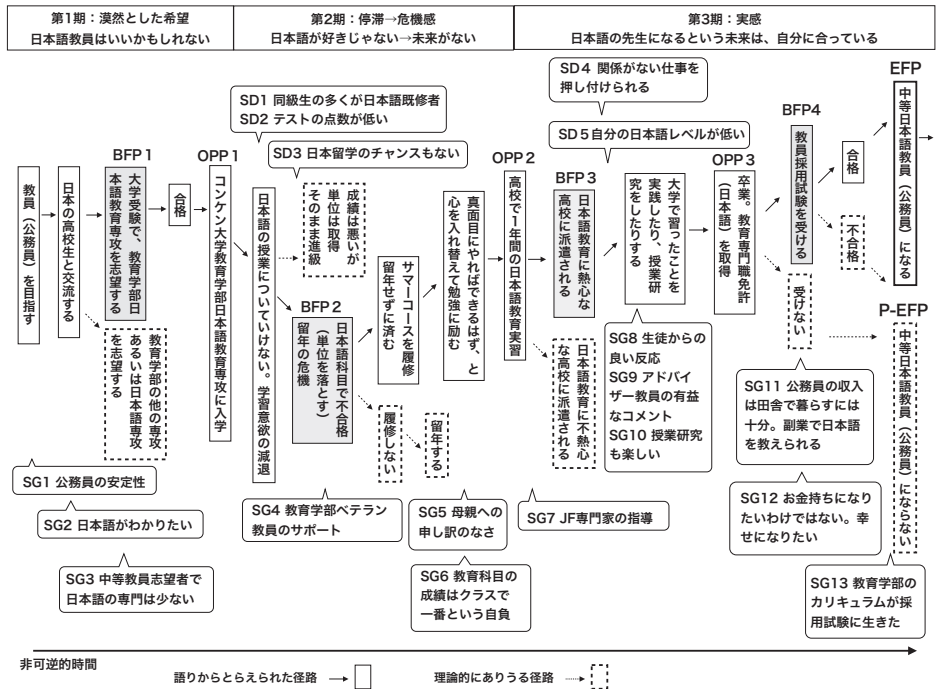 第1期：漠然とした希望
日本語教員はいいかもしれない
第2期：停滞→危機感
日本語が好きじゃない→未来がない
第3期：実感
日本語の先生になるという未来は、自分に合っている
教員（公務員）を目指す
日本の高校生と交流する
BFP1
大学受験で、教育学部日
本語教育専攻を志望する
教育学部の他の専攻
あるいは日本語専攻
を志望する
合格
OPP1
コンケン大学教育学部日本語教育専攻に入学
SD1 同級生の多くが日本語既修者
SD2 テストの点数が低い
SD3 日本留学のチャンスもない
日本語の授業についていけない。学習意欲の減退
成績は悪いが
単位は取得
そのまま進級
BFP2
日本語科目で不合格
（単位を落とす）
留年の危機
サマーコースを履修
留年せずに済む
履修しない
留年する
真面目にやればできるはず、と
心を入れ替えて勉強に励む
OPP2
高校で1年間の日本語教育実習
SD4 関係がない仕事を
押し付けられる
SD5自分の日本語レベルが低い
BFP3
日本語教育に熱心な
高校に派遣される
日本語教育に不熱心
な高校に派遣される
大学で習ったことを
実践したり、授業研
究をしたりする
OPP3
卒業。教育専門職免許
（日本語）を取得
BFP4
教員採用試験を受ける
受けない
合格
不合格
EFP
中等日本語教員（公務員）になる
P-EFP
中等日本語教員（公務員）にならない
SG1 公務員の安定性
SG2 日本語がわかりたい
SG3 中等教員志望者で
日本語の専門は少ない
SG4 教育学部ベテラン
教員のサポート
SG5 母親への
申し訳のなさ
SG6 教育科目の
成績はクラスで
一番という自負
SG7 JF専門家の指導
SG8 生徒からの
良い反応
SG9 アドバイ
ザー教員の有益
なコメント
SG10 授業研究
も楽しい
SG11 公務員の収入
は田舎で暮らすには
十分。副業で日本語
を教えられる
SG12 お金持ちになり
たいわけではない。幸
せになりたい
SG13 教育学部の
カリキュラムが採
用試験に生きた
非可逆的時間
語りからとらえられた径路
理論的にありうる径路